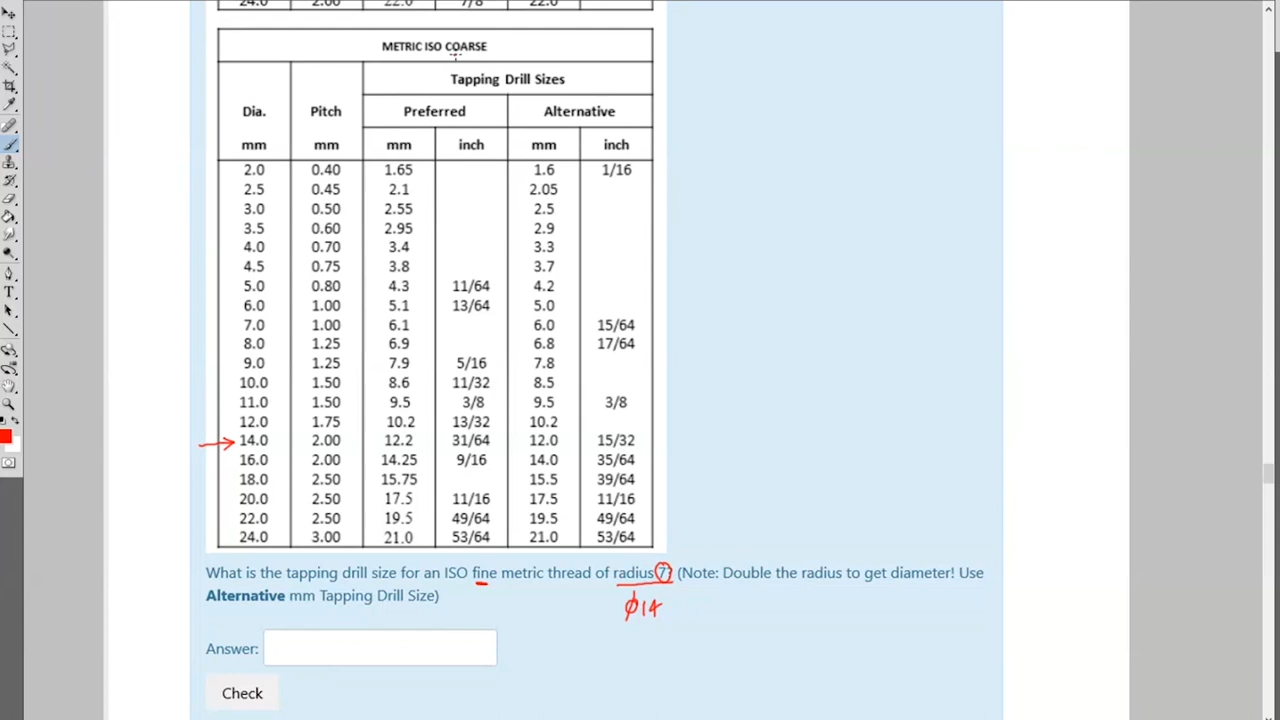 24.0 2.00 22.0 7/8 22.0
METRIC ISO COARSE
Tapping Drill Sizes
Dia. Pitch Preferred Alternative
mm mm mm inch mm inch
2.0 0.40 1.65 1.6 1/16
2.5 0.45 2.1 2.05
3.0 0.50 2.55 2.5
3.5 0.60 2.95 2.9
4.0 0.70 3.4 3.3
4.5 0.75 3.8 3.7
5.0 0.80 4.3 11/64 4.2
6.0 1.00 5.1 13/64 5.0
7.0 1.00 6.1 6.0 15/64
8.0 1.25 6.9 6.8 17/64
9.0 1.25 7.9 5/16 7.8
10.0 1.50 8.6 11/32 8.5
11.0 1.50 9.5 3/8 9.5 3/8
12.0 1.75 10.2 13/32 10.2
14.0 2.00 12.2 31/64 12.0 15/32
16.0 2.00 14.25 9/16 14.0 35/64
18.0 2.50 15.75 15.5 39/64
20.0 2.50 17.5 11/16 17.5 11/16
22.0 2.50 19.5 49/64 19.5 49/64
24.0 3.00 21.0 53/64 21.0 53/64
What is the tapping drill size for an ISO fine metric thread of radius 7? (Note: Double the radius to get diameter! Use
Alternative mm Tapping Drill Size)
ϕ14
Answer:
Check